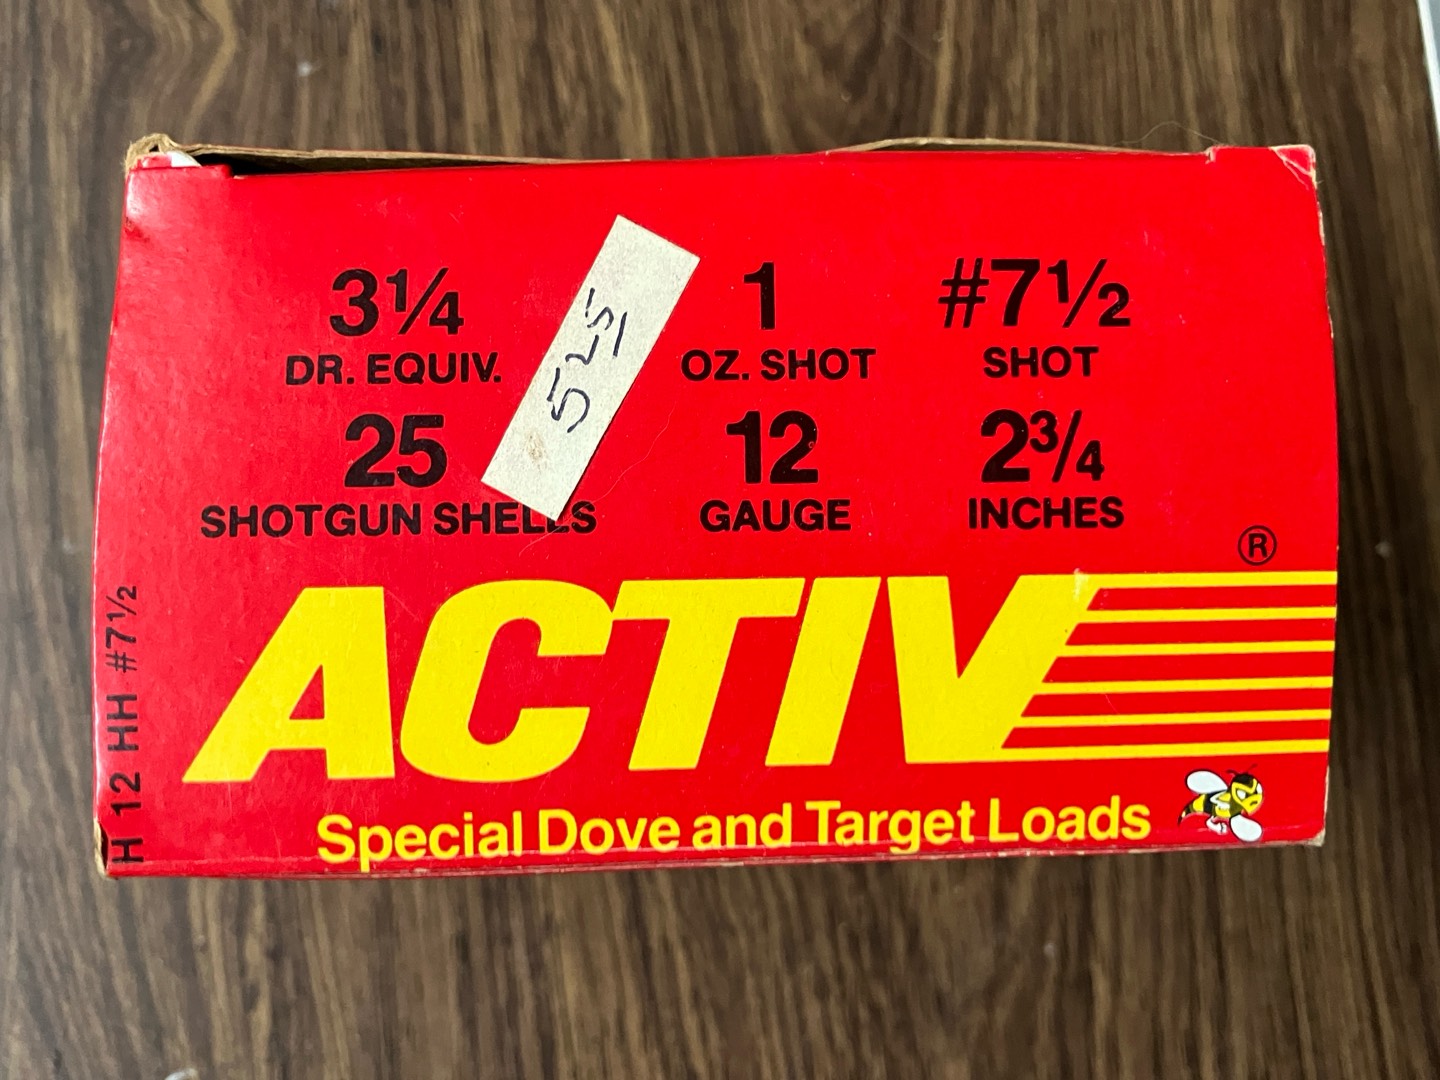 3¼ 1 #7½
DR. EQUIV. OZ. SHOT SHOT
525
25 12 2¾
SHOTGUN SHELLS GAUGE INCHES
®
ACTIV
Special Dove and Target Loads
H 12 HH #7½